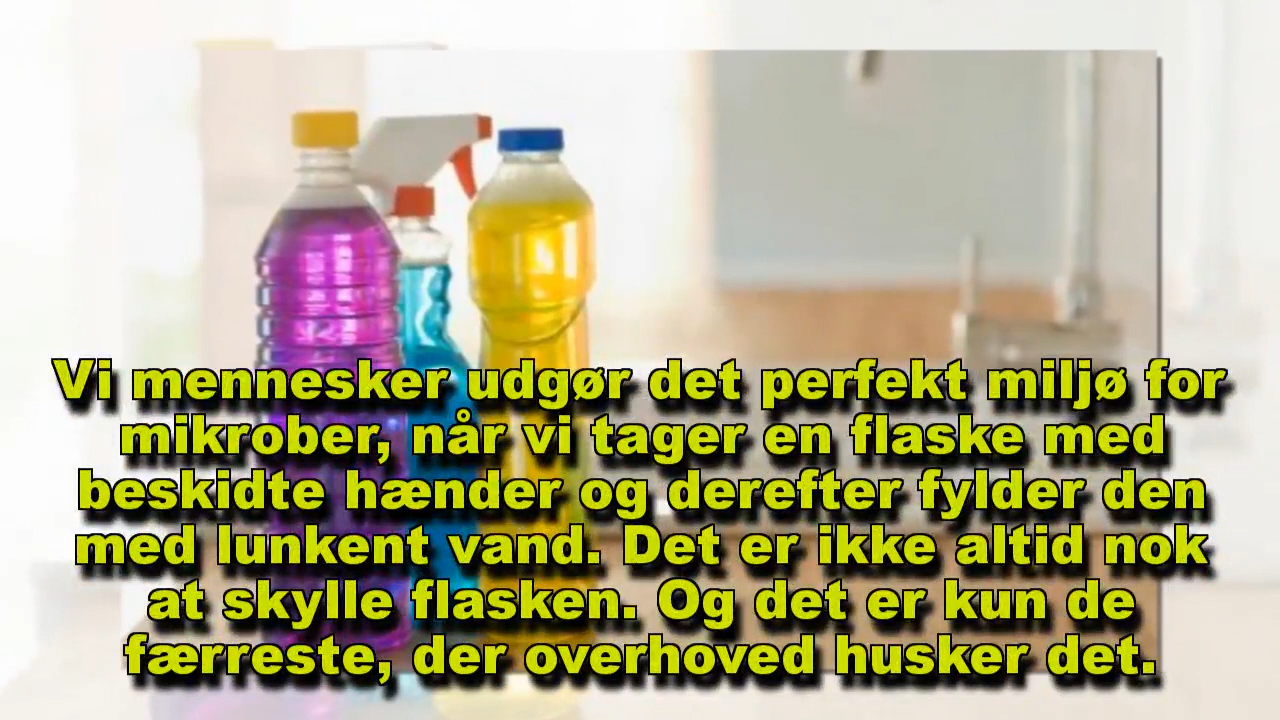 Vi mennesker udgør det perfekt miljø for
mikrober, når vi tager en flaske med
beskidte hænder og derefter fylder den
med lunkent vand. Det er ikke altid nok
at skylle flasken. Og det er kun de
færreste, der overhoved husker det.